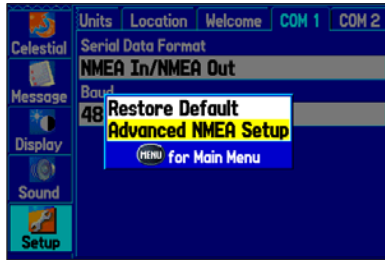 Units Location Welcome COM 1 COM 2
Celestial
Serial Data Format
NMEA In/NMEA Out
Message
Baud
48
Restore Default
Advanced NMEA Setup
MENU for Main Menu
Display
Sound
Setup